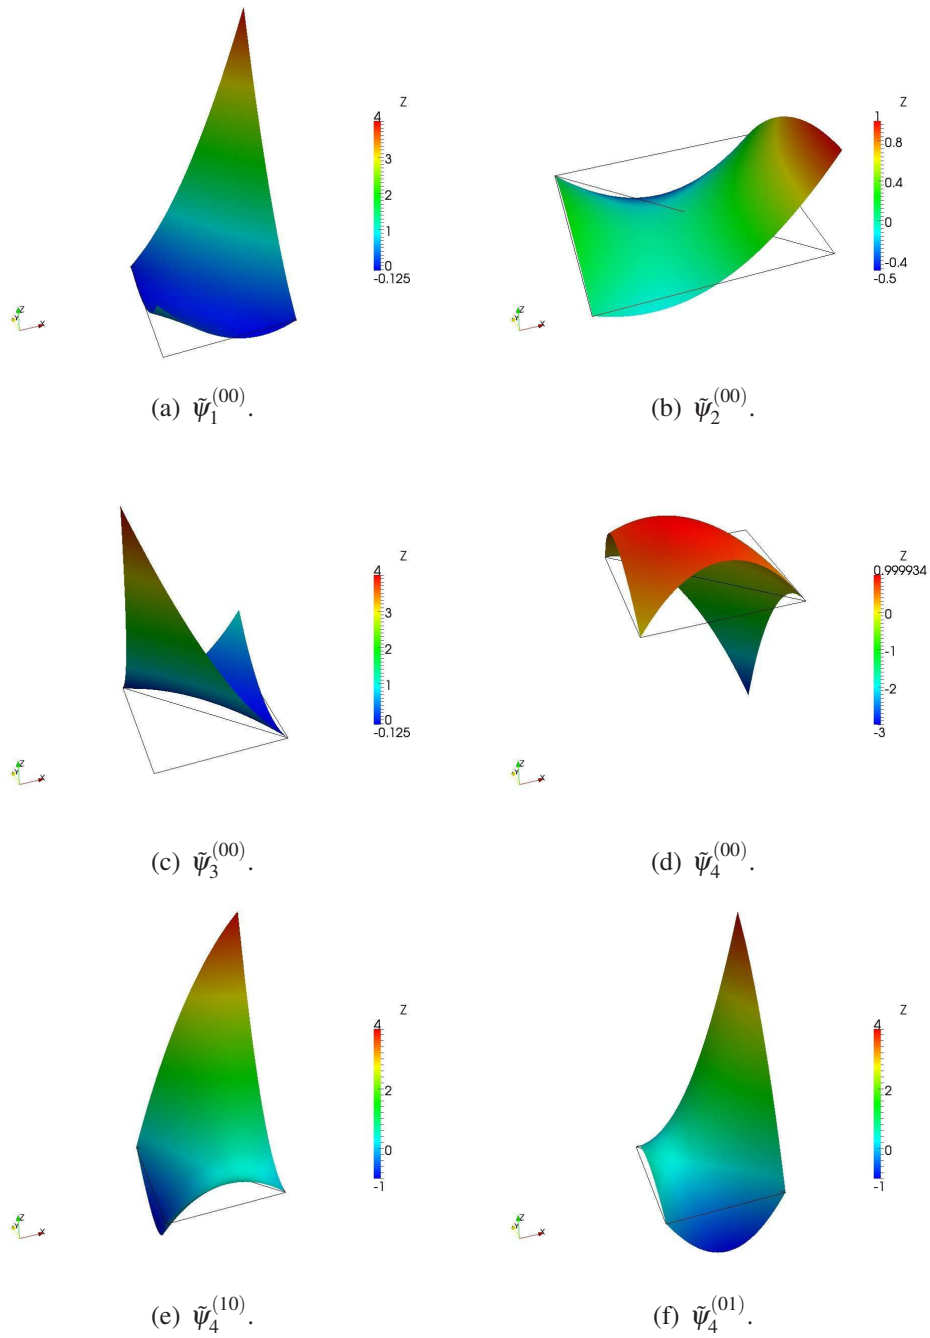 Z
4
3
2
1
0
-0.125
Z
Y
X
(a) ψ̃₁⁽⁰⁰⁾.
Z
1
0.8
0.4
0
-0.4
-0.5
Z
Y
X
(b) ψ̃₂⁽⁰⁰⁾.
Z
4
3
2
1
0
-0.125
Z
Y
X
(c) ψ̃₃⁽⁰⁰⁾.
Z
0.999934
0
-1
-2
-3
Z
Y
X
(d) ψ̃₄⁽⁰⁰⁾.
Z
4
2
0
-1
Z
Y
X
(e) ψ̃₄⁽¹⁰⁾.
Z
4
2
0
-1
Z
Y
X
(f) ψ̃₄⁽⁰¹⁾.